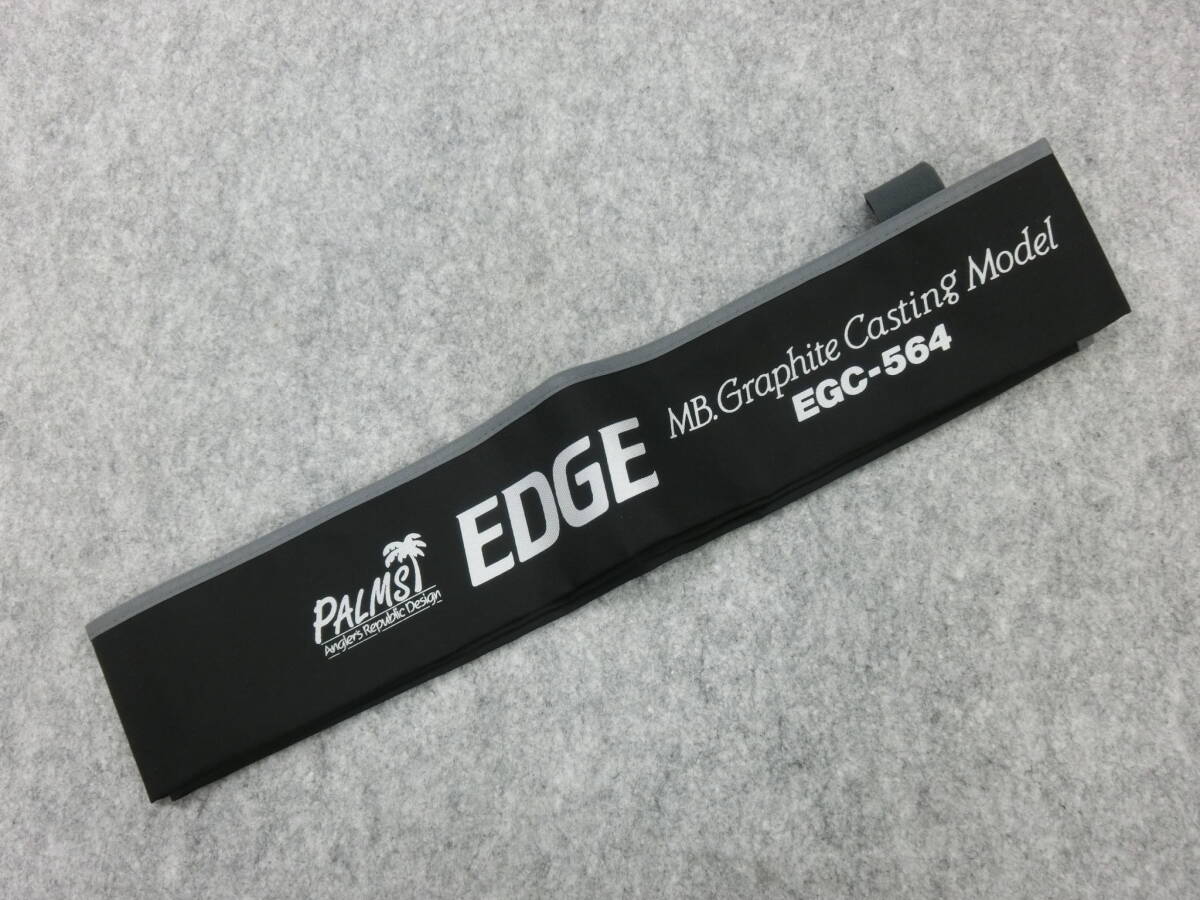 PALMS
Anglers Republic Design
EDGE
MB.Graphite Casting Model
EGC-564